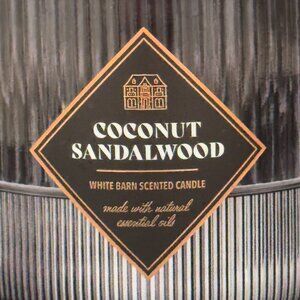 COCONUT
SANDALWOOD
WHITE BARN SCENTED CANDLE
made with natural
essential oils